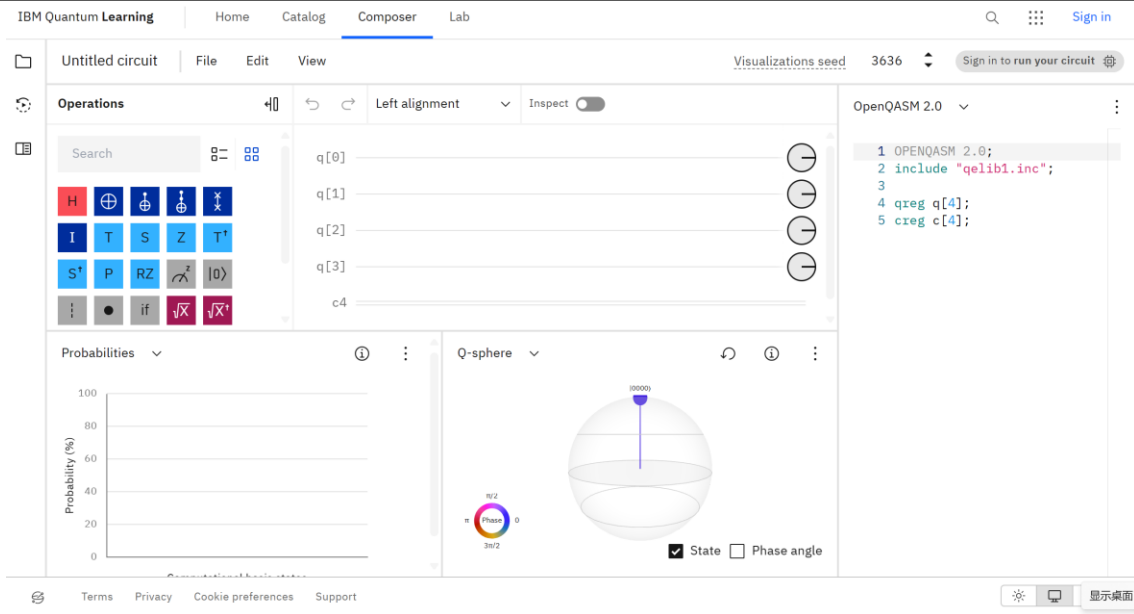 IBM Quantum Learning Home Catalog Composer Lab Sign in
Untitled circuit File Edit View Visualizations seed 3636 Sign in to run your circuit
Operations Left alignment Inspect OpenQASM 2.0
Search
H
I T S Z T†
S† P RZ z |0⟩
if √X √X†
q[0]
q[1]
q[2]
q[3]
c4
1 OPENQASM 2.0;
2 include "qelib1.inc";
3
4 qreg q[4];
5 creg c[4];
Probabilities
100
80
60
40
20
0
Probability (%)
Computational basis states
Q-sphere
|0000⟩
π/2
π Phase 0
3π/2
State Phase angle
Terms Privacy Cookie preferences Support
显示桌面